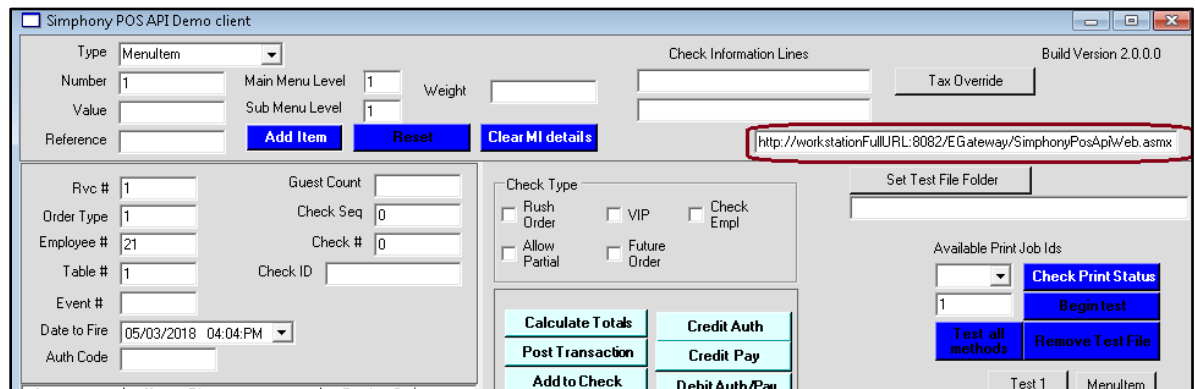 Simphony POS API Demo client
Type MenuItem Check Information Lines Build Version 2.0.0.0
Number 1 Main Menu Level 1 Weight Tax Override
Value Sub Menu Level 1
Reference Add Item Reset Clear MI details http://workstationFullURL:8082/EGateway/SimphonyPosApiWeb.asmx
Rvc # 1 Guest Count Check Type Set Test File Folder
Order Type 1 Check Seq 0 Rush Order VIP Check Empl
Employee # 21 Check # 0 Allow Partial Future Order Available Print Job Ids
Table # 1 Check ID Check Print Status
Event # 1 Begin test
Date to Fire 05/03/2018 04:04:PM Calculate Totals Credit Auth Test all methods Remove Test File
Auth Code Post Transaction Credit Pay
Add to Check Debit Auth/Pay Test 1 MenuItem